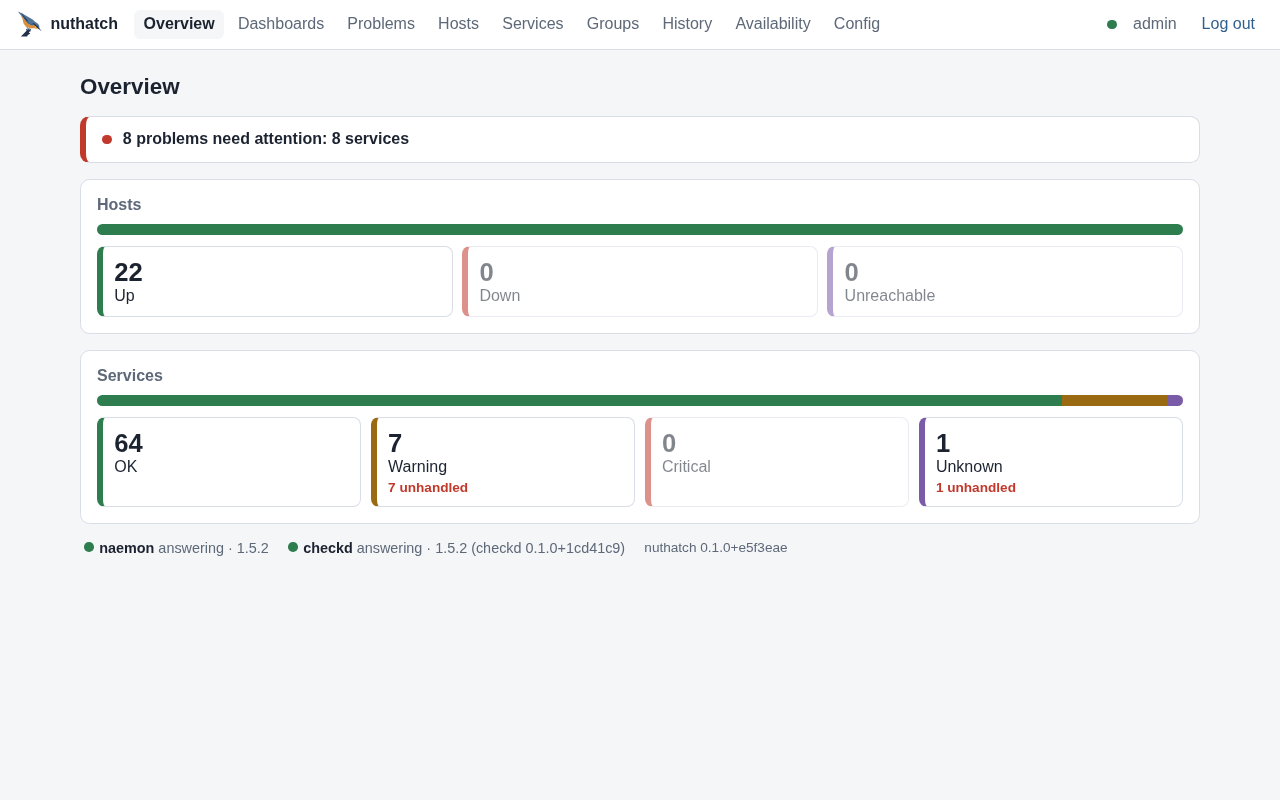 nuthatch Overview Dashboards Problems Hosts Services Groups History Availability Config admin Log out
Overview
8 problems need attention: 8 services
Hosts
22 0 0
Up Down Unreachable
Services
64 7 0 1
OK Warning Critical Unknown
7 unhandled 1 unhandled
naemon answering · 1.5.2 checkd answering · 1.5.2 (checkd 0.1.0+1cd41c9) nuthatch 0.1.0+e5f3eae